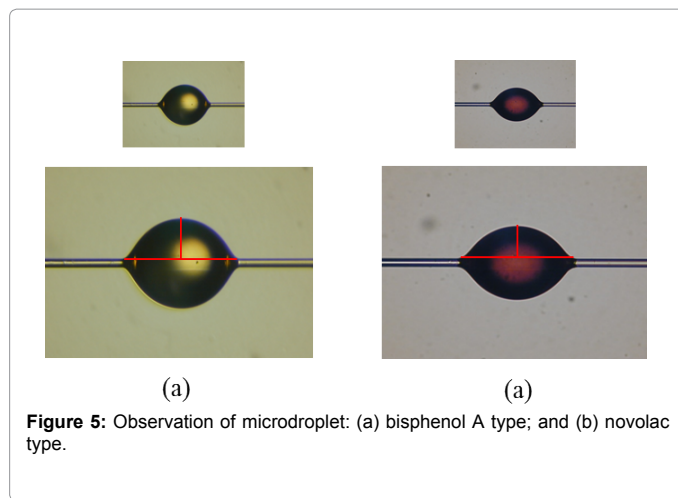 (a)
(a)
Figure 5: Observation of microdroplet: (a) bisphenol A type; and (b) novolac
type.